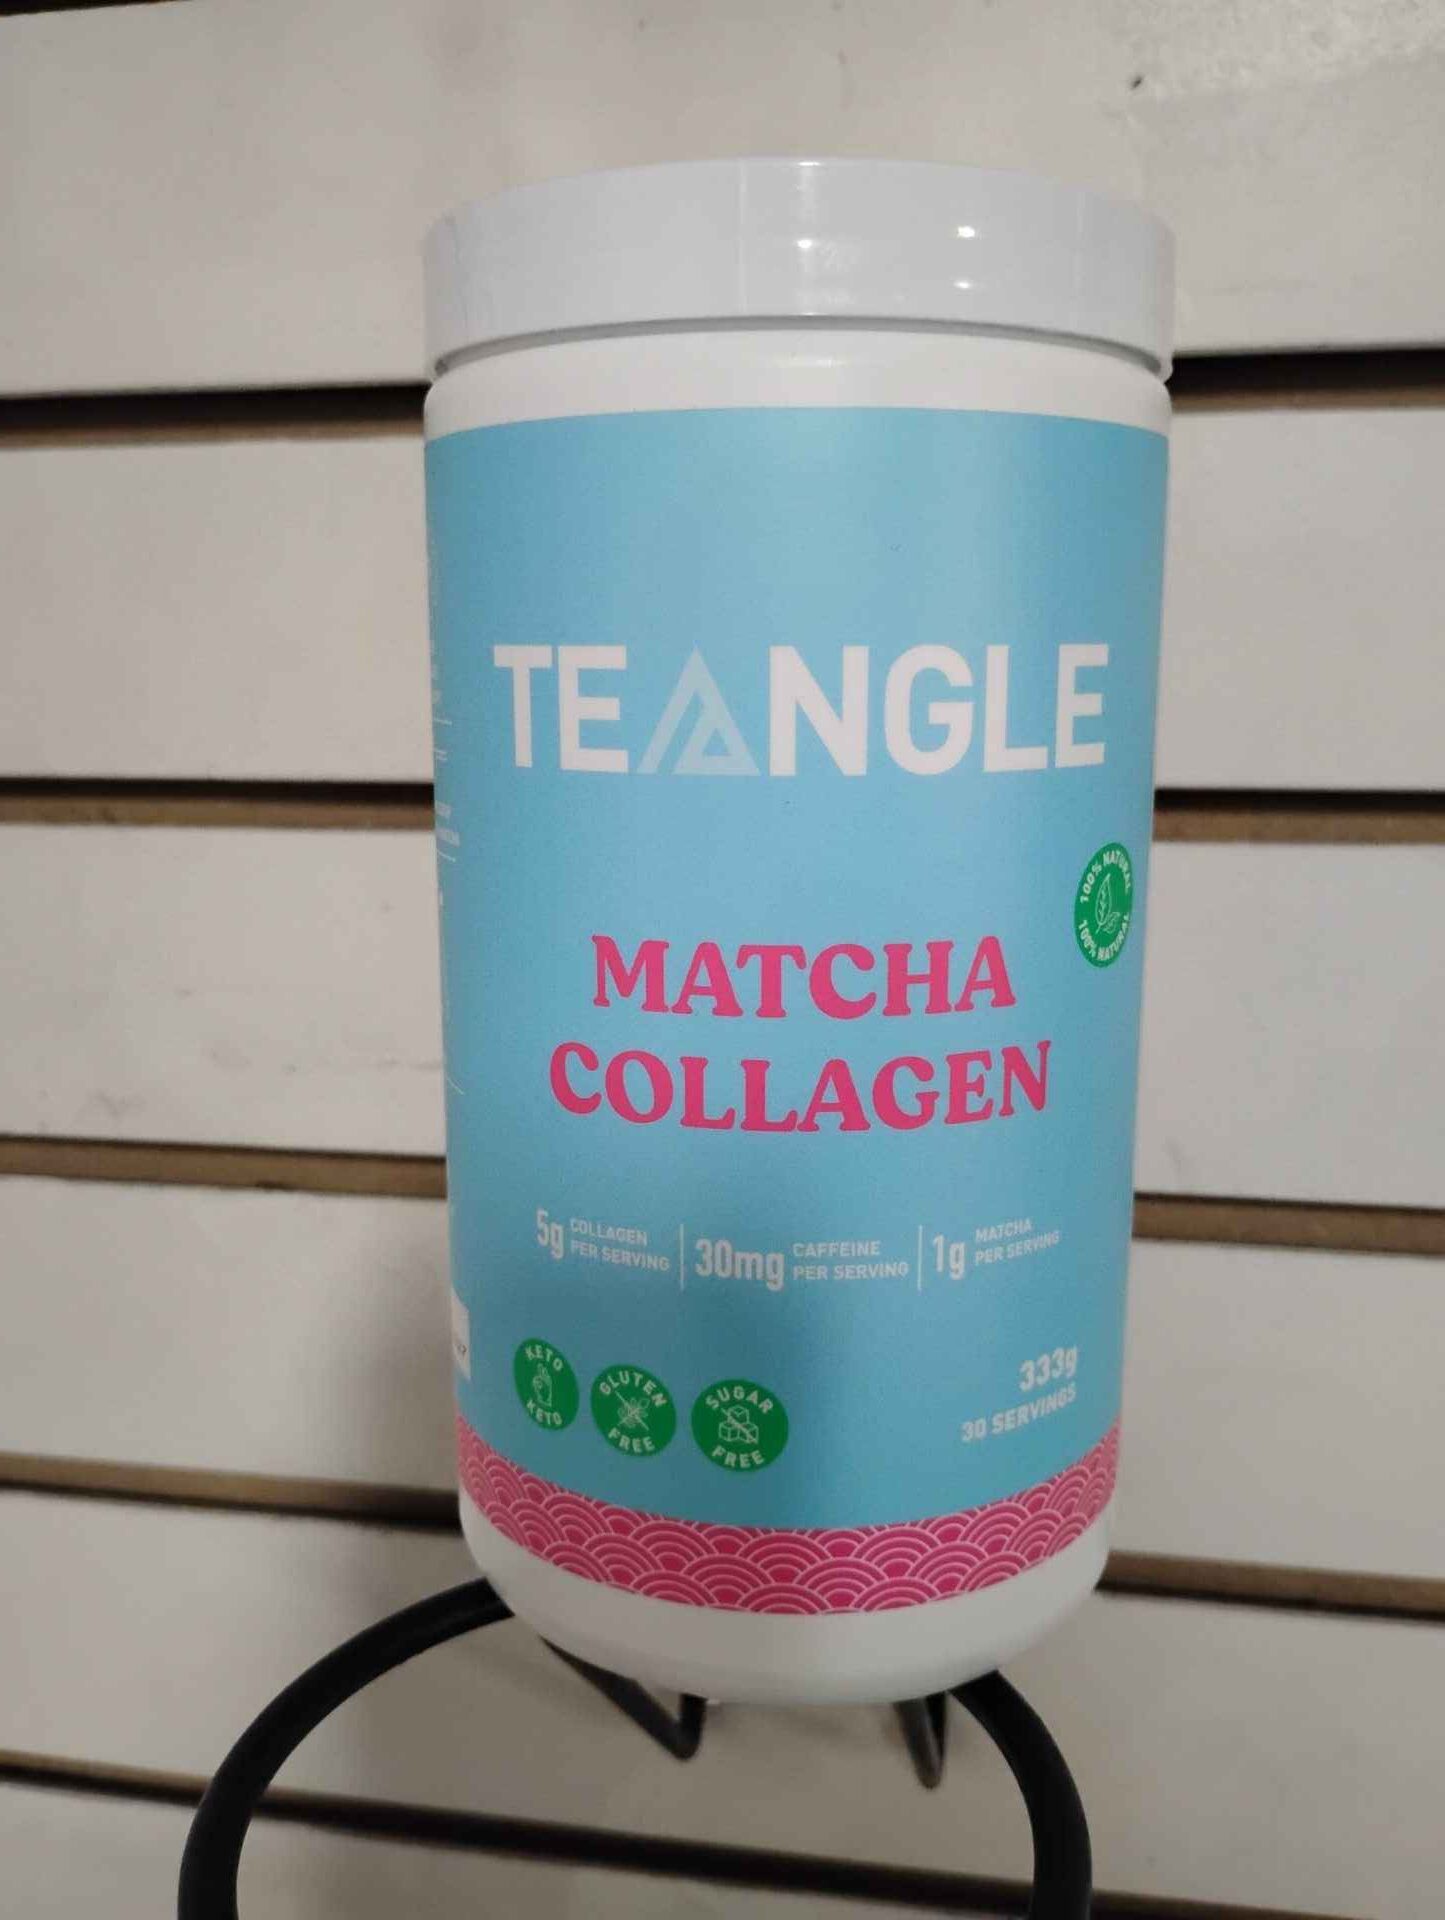 TEANGLE
100% NATURAL
100% NATURAL
MATCHA
COLLAGEN
5g COLLAGEN PER SERVING
30mg CAFFEINE PER SERVING
1g MATCHA PER SERVING
KETO
KETO
GLUTEN
FREE
SUGAR
FREE
333g
30 SERVINGS